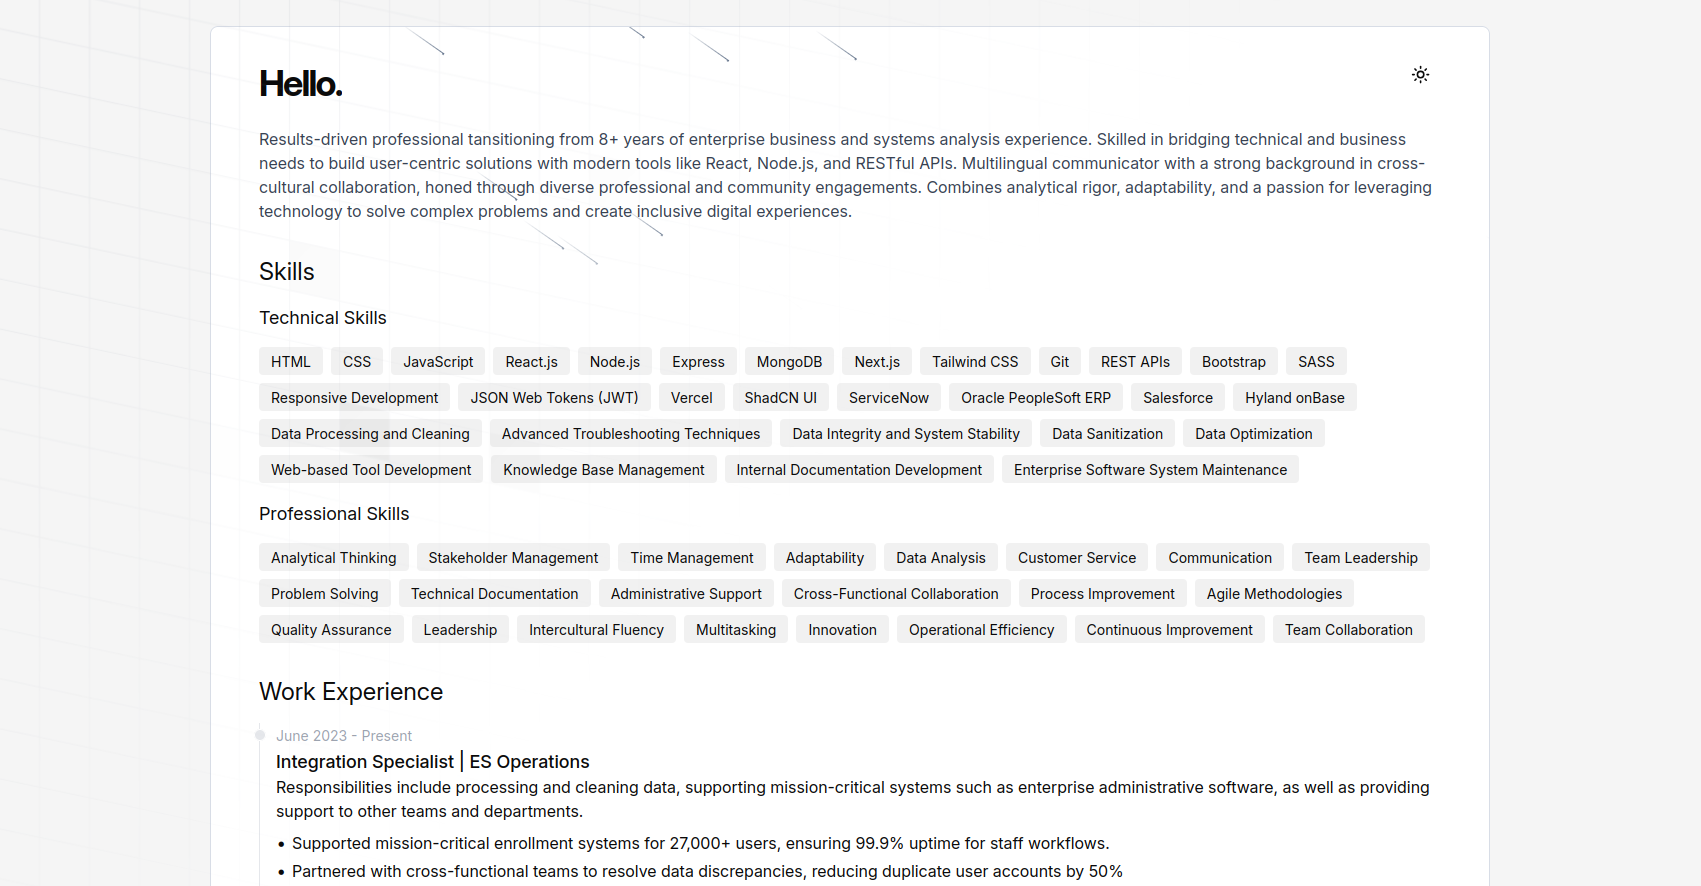 Hello.
Results-driven professional tansitioning from 8+ years of enterprise business and systems analysis experience. Skilled in bridging technical and business
needs to build user-centric solutions with modern tools like React, Node.js, and RESTful APIs. Multilingual communicator with a strong background in cross-
cultural collaboration, honed through diverse professional and community engagements. Combines analytical rigor, adaptability, and a passion for leveraging
technology to solve complex problems and create inclusive digital experiences.
Skills
Technical Skills
HTML CSS JavaScript React.js Node.js Express MongoDB Next.js Tailwind CSS Git REST APIs Bootstrap SASS
Responsive Development JSON Web Tokens (JWT) Vercel ShadCN UI ServiceNow Oracle PeopleSoft ERP Salesforce Hyland onBase
Data Processing and Cleaning Advanced Troubleshooting Techniques Data Integrity and System Stability Data Sanitization Data Optimization
Web-based Tool Development Knowledge Base Management Internal Documentation Development Enterprise Software System Maintenance
Professional Skills
Analytical Thinking Stakeholder Management Time Management Adaptability Data Analysis Customer Service Communication Team Leadership
Problem Solving Technical Documentation Administrative Support Cross-Functional Collaboration Process Improvement Agile Methodologies
Quality Assurance Leadership Intercultural Fluency Multitasking Innovation Operational Efficiency Continuous Improvement Team Collaboration
Work Experience
June 2023 - Present
Integration Specialist | ES Operations
Responsibilities include processing and cleaning data, supporting mission-critical systems such as enterprise administrative software, as well as providing
support to other teams and departments.
• Supported mission-critical enrollment systems for 27,000+ users, ensuring 99.9% uptime for staff workflows.
• Partnered with cross-functional teams to resolve data discrepancies, reducing duplicate user accounts by 50%